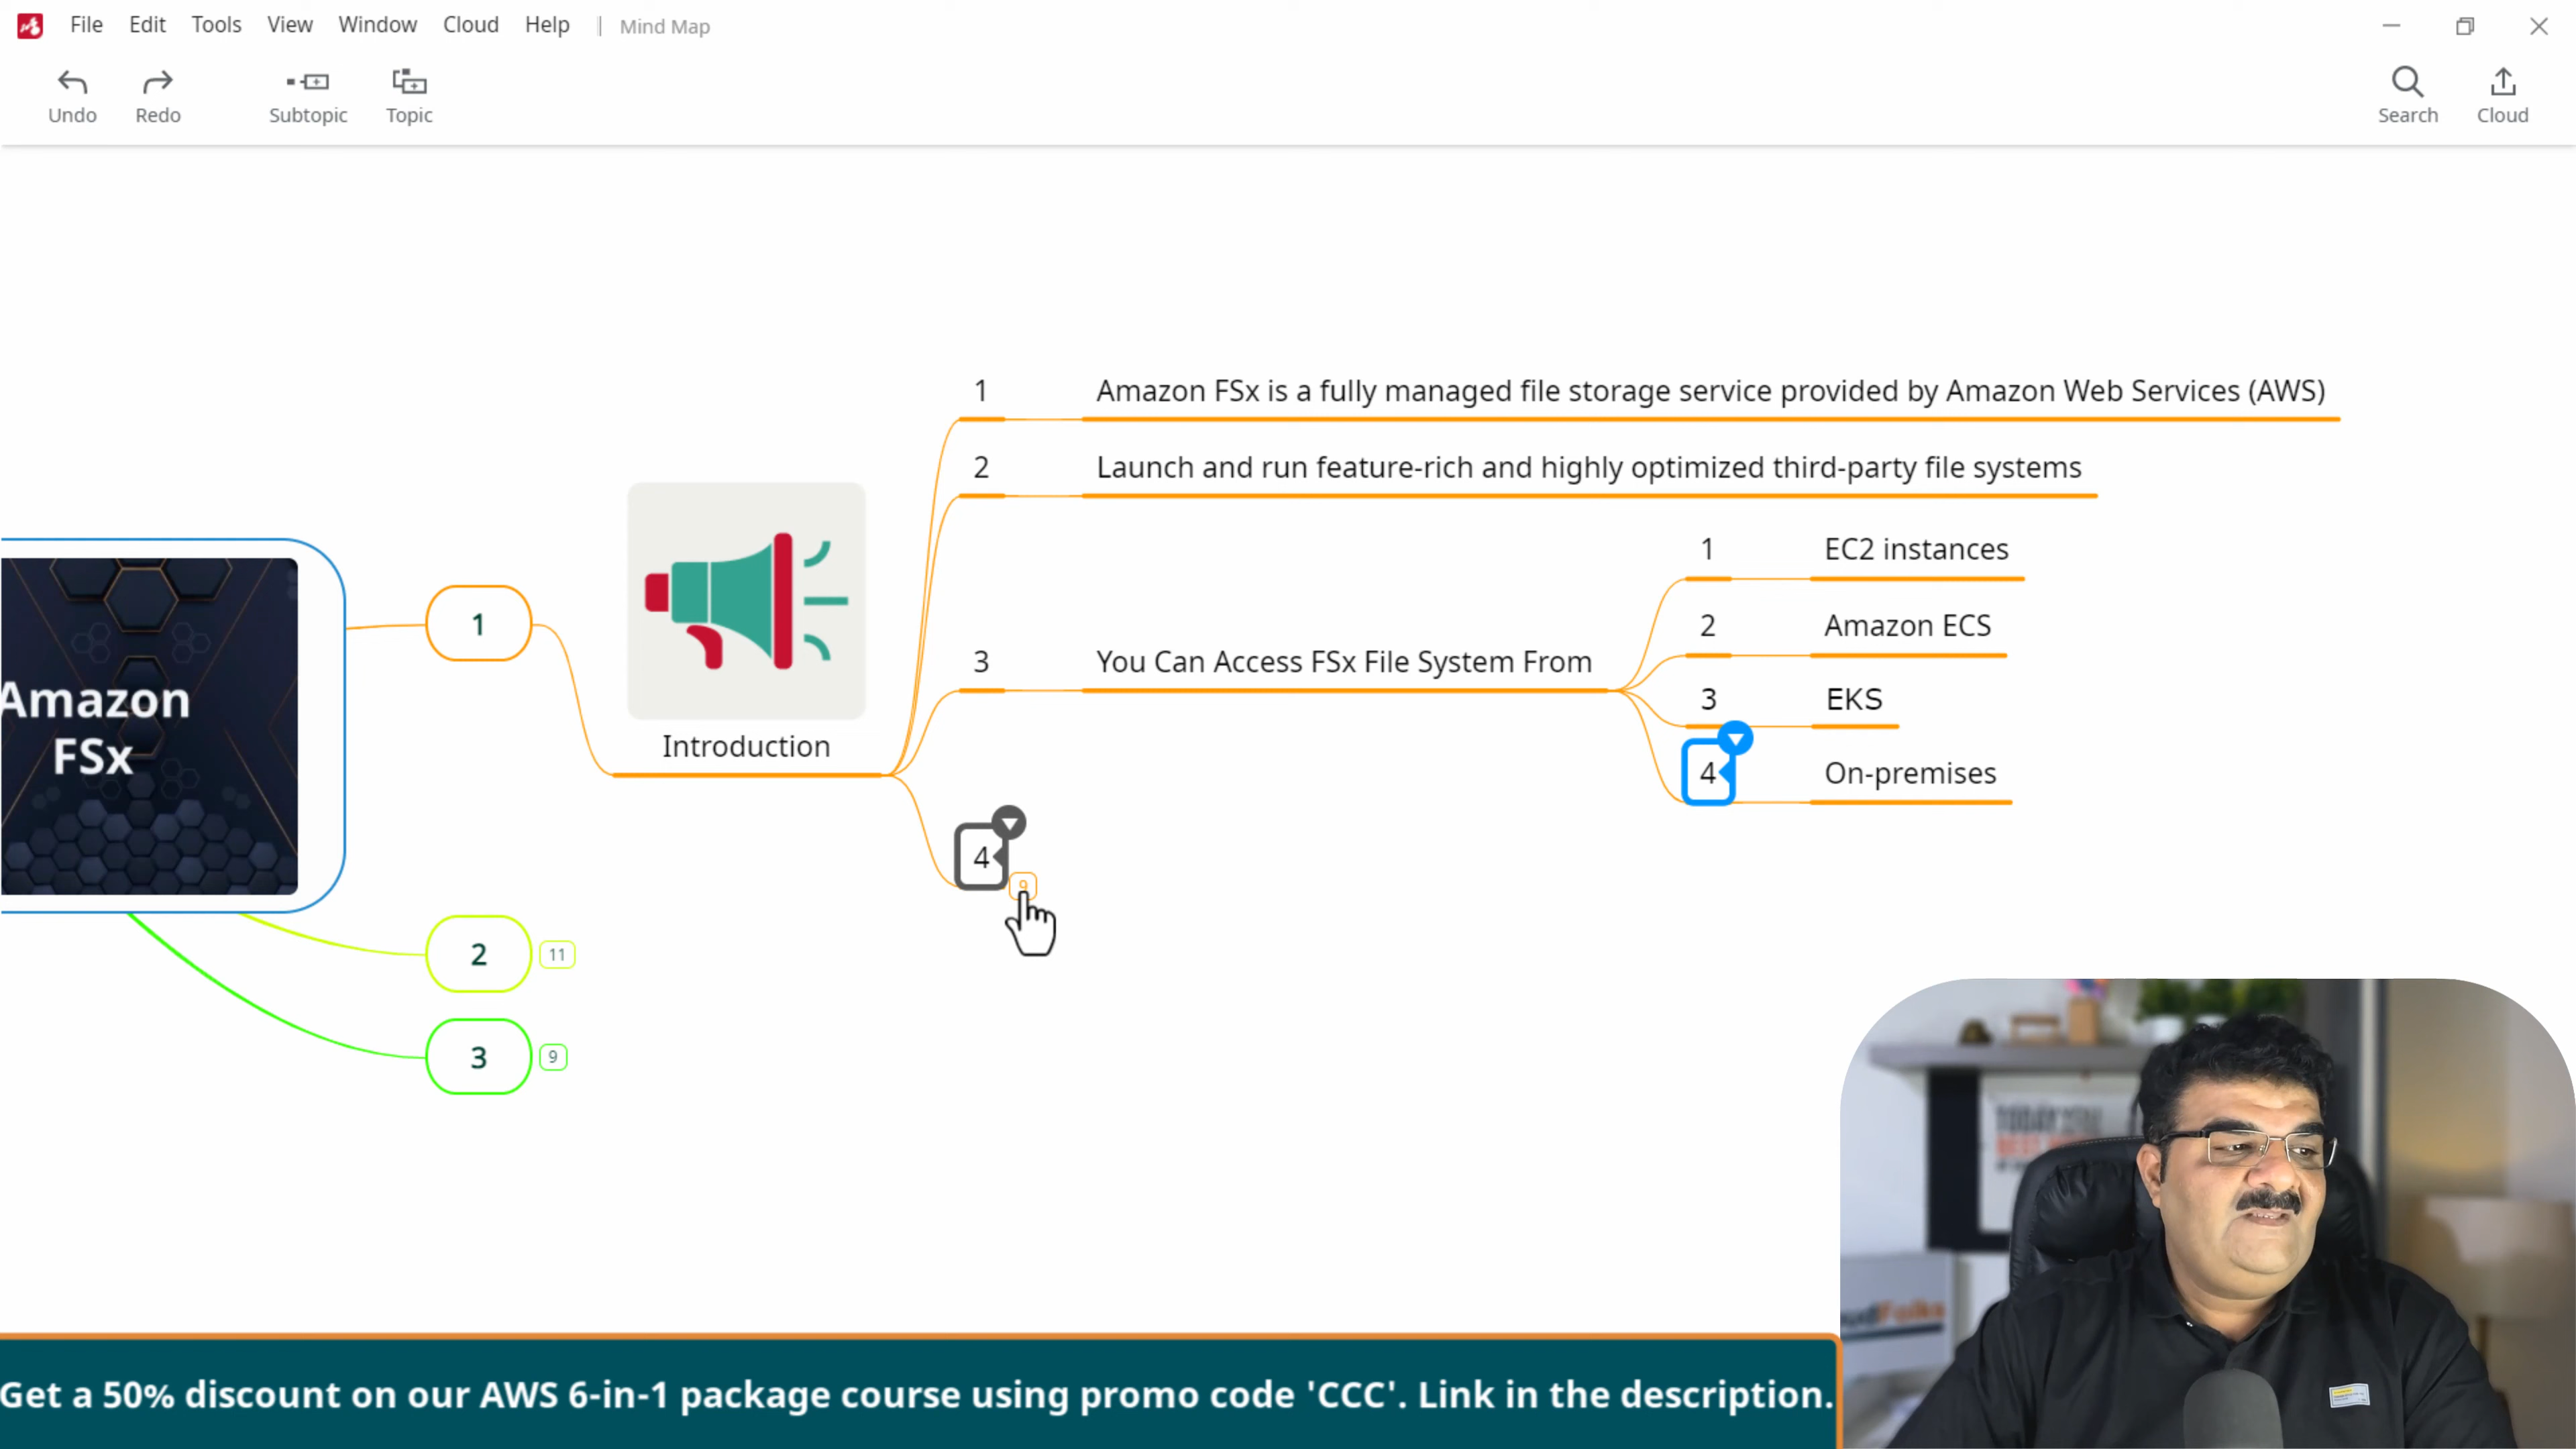 File Edit Tools View Window Cloud Help | Mind Map
Undo Redo Subtopic Topic Search Cloud
1 Amazon FSx is a fully managed file storage service provided by Amazon Web Services (AWS)
2 Launch and run feature-rich and highly optimized third-party file systems
1 EC2 instances
2 Amazon ECS
3 You Can Access FSx File System From
3 EKS
4 On-premises
Amazon
FSx
1
Introduction
4
2 11
3 9
Get a 50% discount on our AWS 6-in-1 package course using promo code 'CCC'. Link in the description.